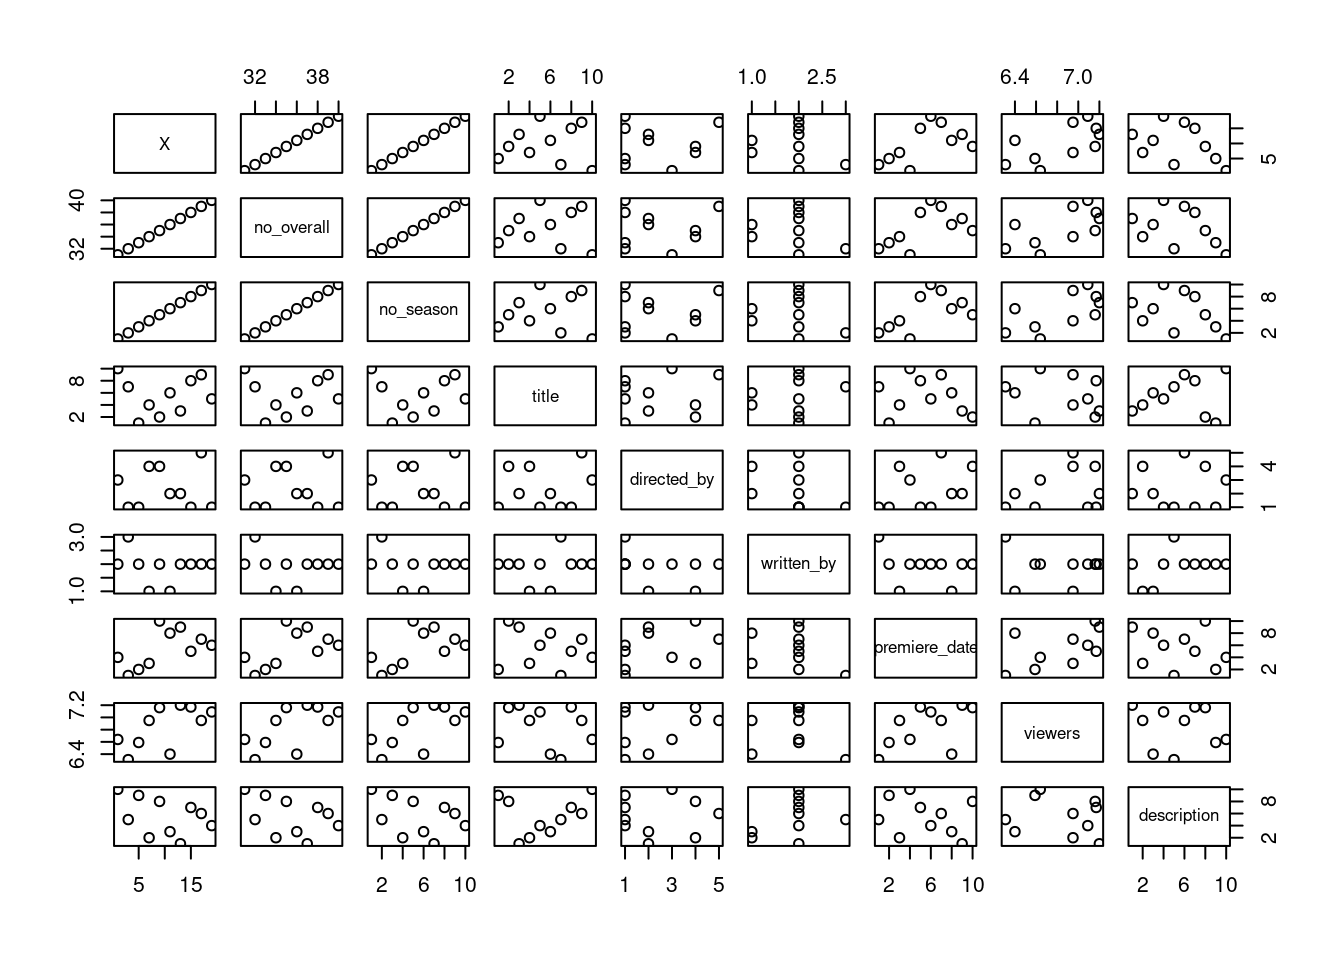 32 38 2 6 10 1.0 2.5 6.4 7.0
X 5
32 40 no_overall
no_season 2 8
2 8 title
directed_by 1 4
1.0 3.0 written_by
premiere_date 2 8
6.4 7.2 viewers
description 2 8
5 15 2 6 10 1 3 5 2 6 10 2 6 10